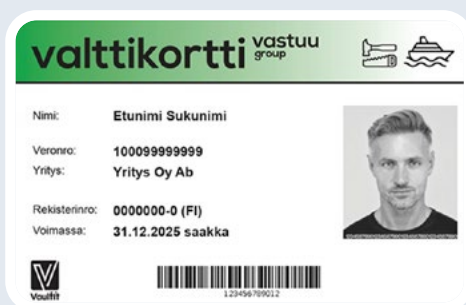 valttikortti vastuu group
Nimi: Etunimi Sukunimi
Veronro: 100099999999
Yritys: Yritys Oy Ab
Rekisterinro: 0000000-0 (FI)
Voimassa: 31.12.2025 saakka
Vaultit
123456789012